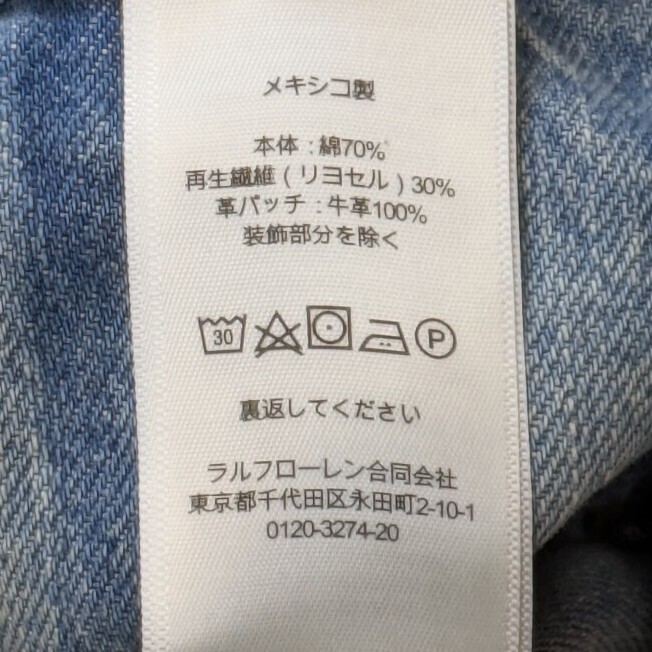 メキシコ製
本体 : 綿70%
再生繊維 ( リヨセル ) 30%
革パッチ : 牛革100%
装飾部分を除く
30 P
裏返してください
ラルフローレン合同会社
東京都千代田区永田町2-10-1
0120-3274-20